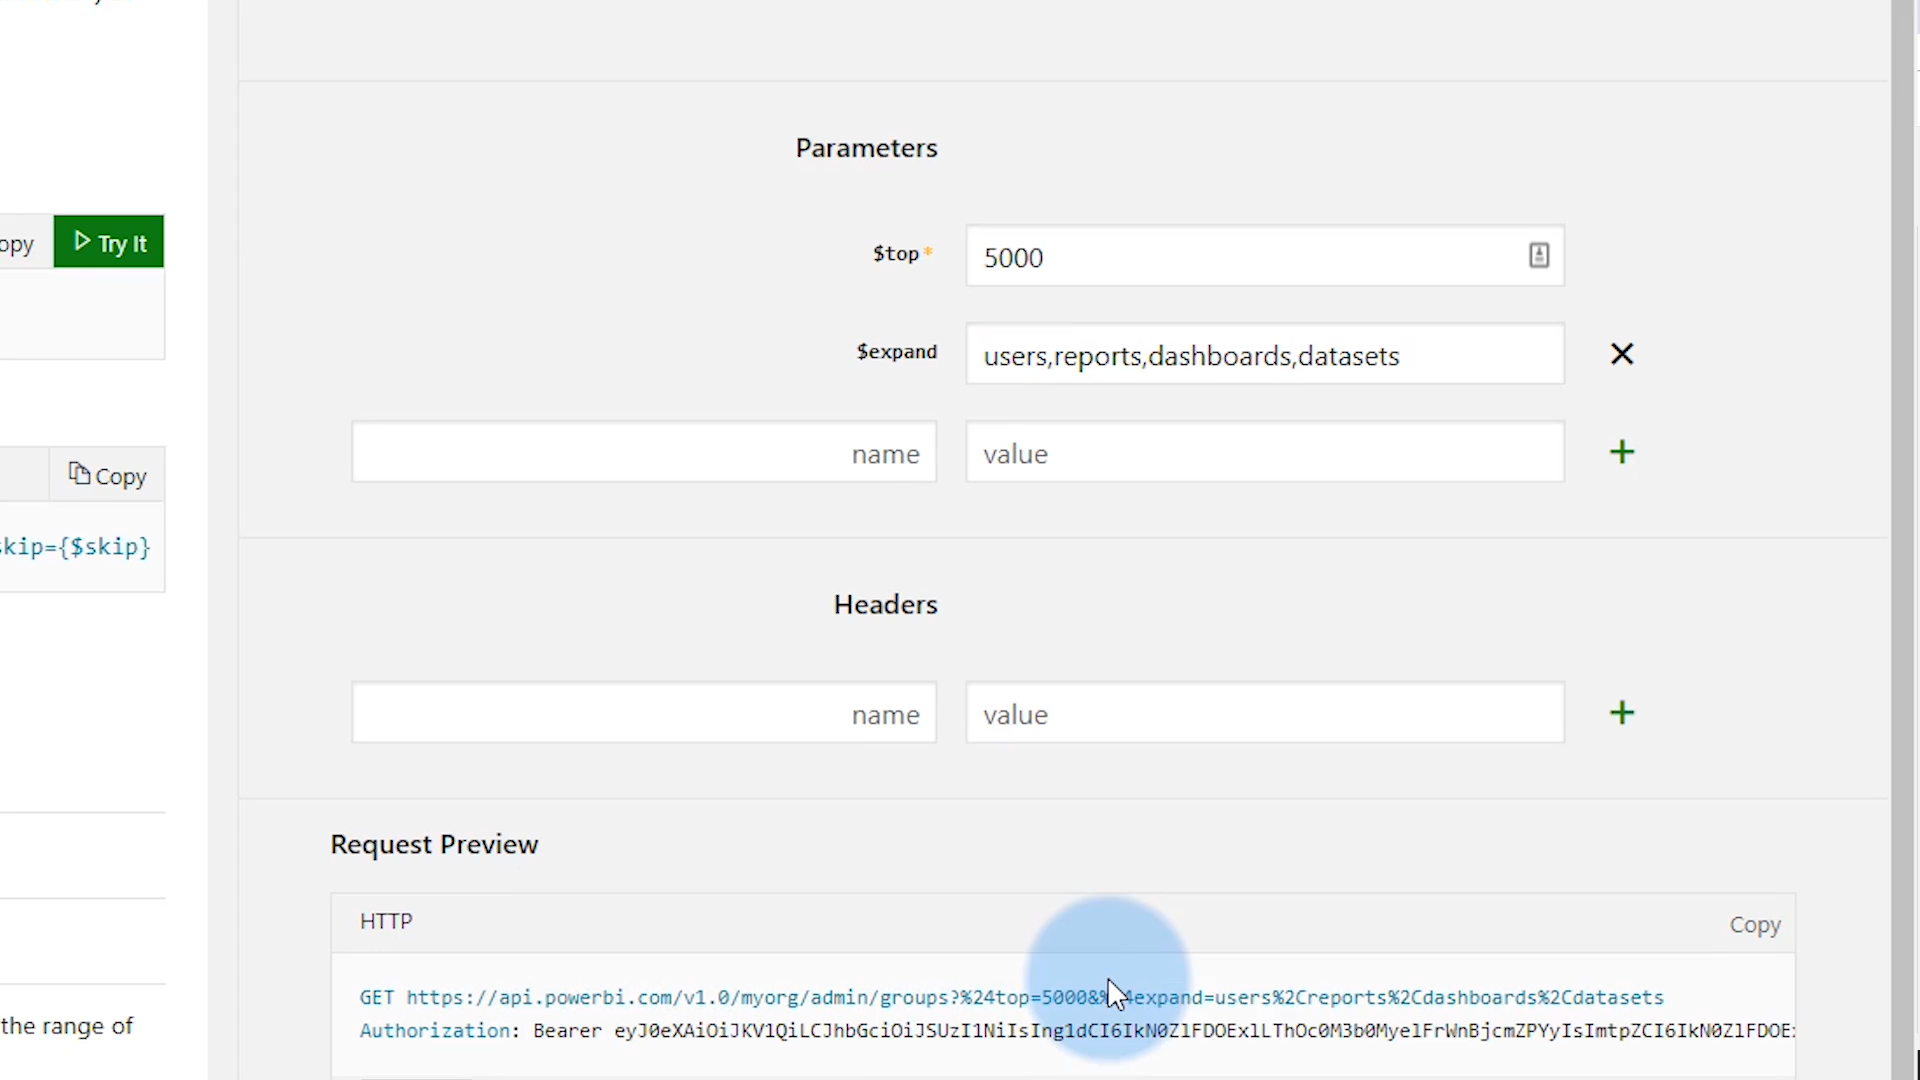 Parameters
opy
Try It
$top*
5000
$expand
users,reports,dashboards,datasets
name
value
Copy
skip={$skip}
Headers
name
value
Request Preview
HTTP
Copy
GET https://api.powerbi.com/v1.0/myorg/admin/groups?%24top=5000&%24expand=users%2Creports%2Cdashboards%2Cdatasets
Authorization: Bearer
the range of